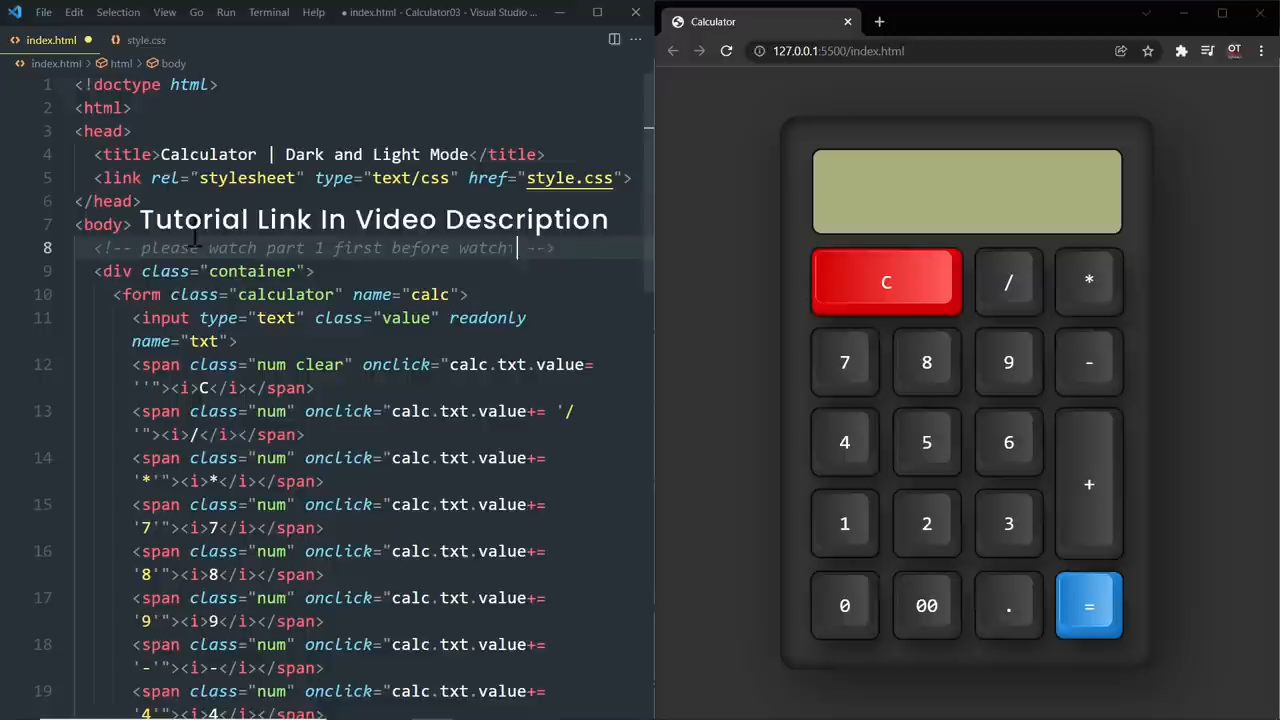 File Edit Selection View Go Run Terminal Help ● index.html - Calculator03 - Visual Studio ...
index.html ● style.css
index.html > html > body
1 <!doctype html>
2 <html>
3 <head>
4 <title>Calculator | Dark and Light Mode</title>
5 <link rel="stylesheet" type="text/css" href="style.css">
6 </head>
7 <body>
Tutorial Link In Video Description
8 <!-- please watch part 1 first before watch -->
9 <div class="container">
10 <form class="calculator" name="calc">
11 <input type="text" class="value" readonly
name="txt">
12 <span class="num clear" onclick="calc.txt.value=
''"><i>C</i></span>
13 <span class="num" onclick="calc.txt.value+= '/
'"><i>/</i></span>
14 <span class="num" onclick="calc.txt.value+=
'*'"><i>*</i></span>
15 <span class="num" onclick="calc.txt.value+=
'7'"><i>7</i></span>
16 <span class="num" onclick="calc.txt.value+=
'8'"><i>8</i></span>
17 <span class="num" onclick="calc.txt.value+=
'9'"><i>9</i></span>
18 <span class="num" onclick="calc.txt.value+=
'-'"><i>-</i></span>
19 <span class="num" onclick="calc.txt.value+=
'4'"><i>4</i></span>
Calculator
127.0.0.1:5500/index.html
OT
C / *
7 8 9 -
4 5 6
+
1 2 3
0 00 . =